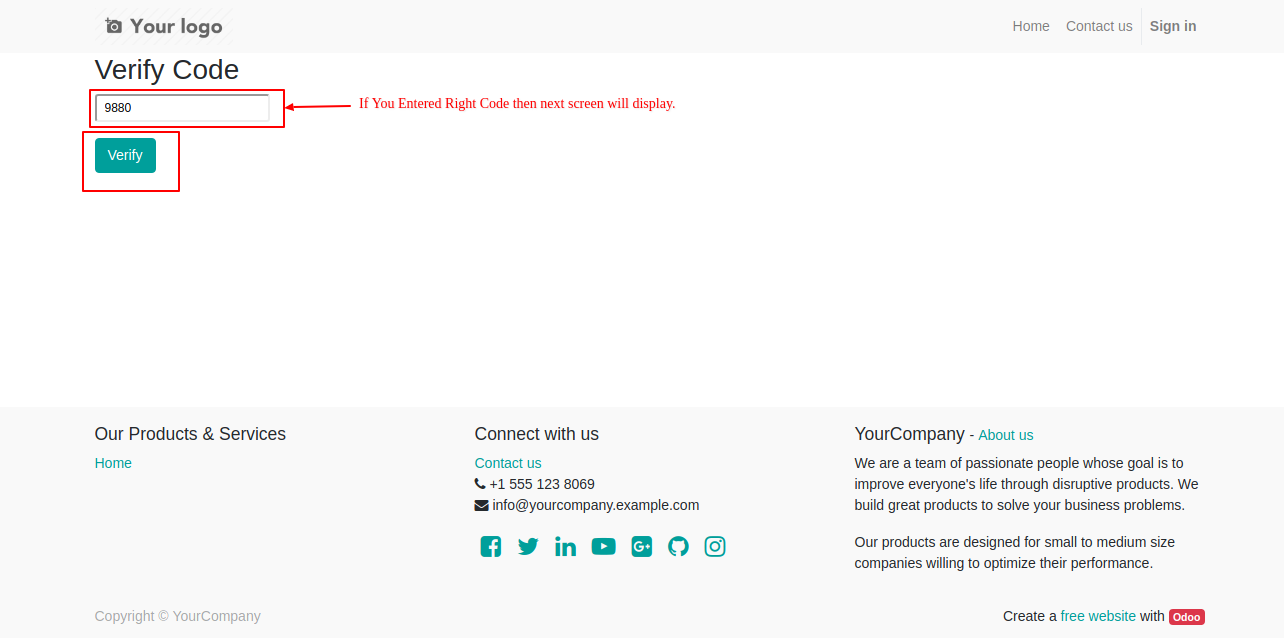 Your logo
Home Contact us Sign in
Verify Code
9880
If You Entered Right Code then next screen will display.
Verify
Our Products & Services
Home
Connect with us
Contact us
+1 555 123 8069
info@yourcompany.example.com
YourCompany - About us
We are a team of passionate people whose goal is to
improve everyone's life through disruptive products. We
build great products to solve your business problems.
Our products are designed for small to medium size
companies willing to optimize their performance.
Copyright © YourCompany
Create a free website with Odoo